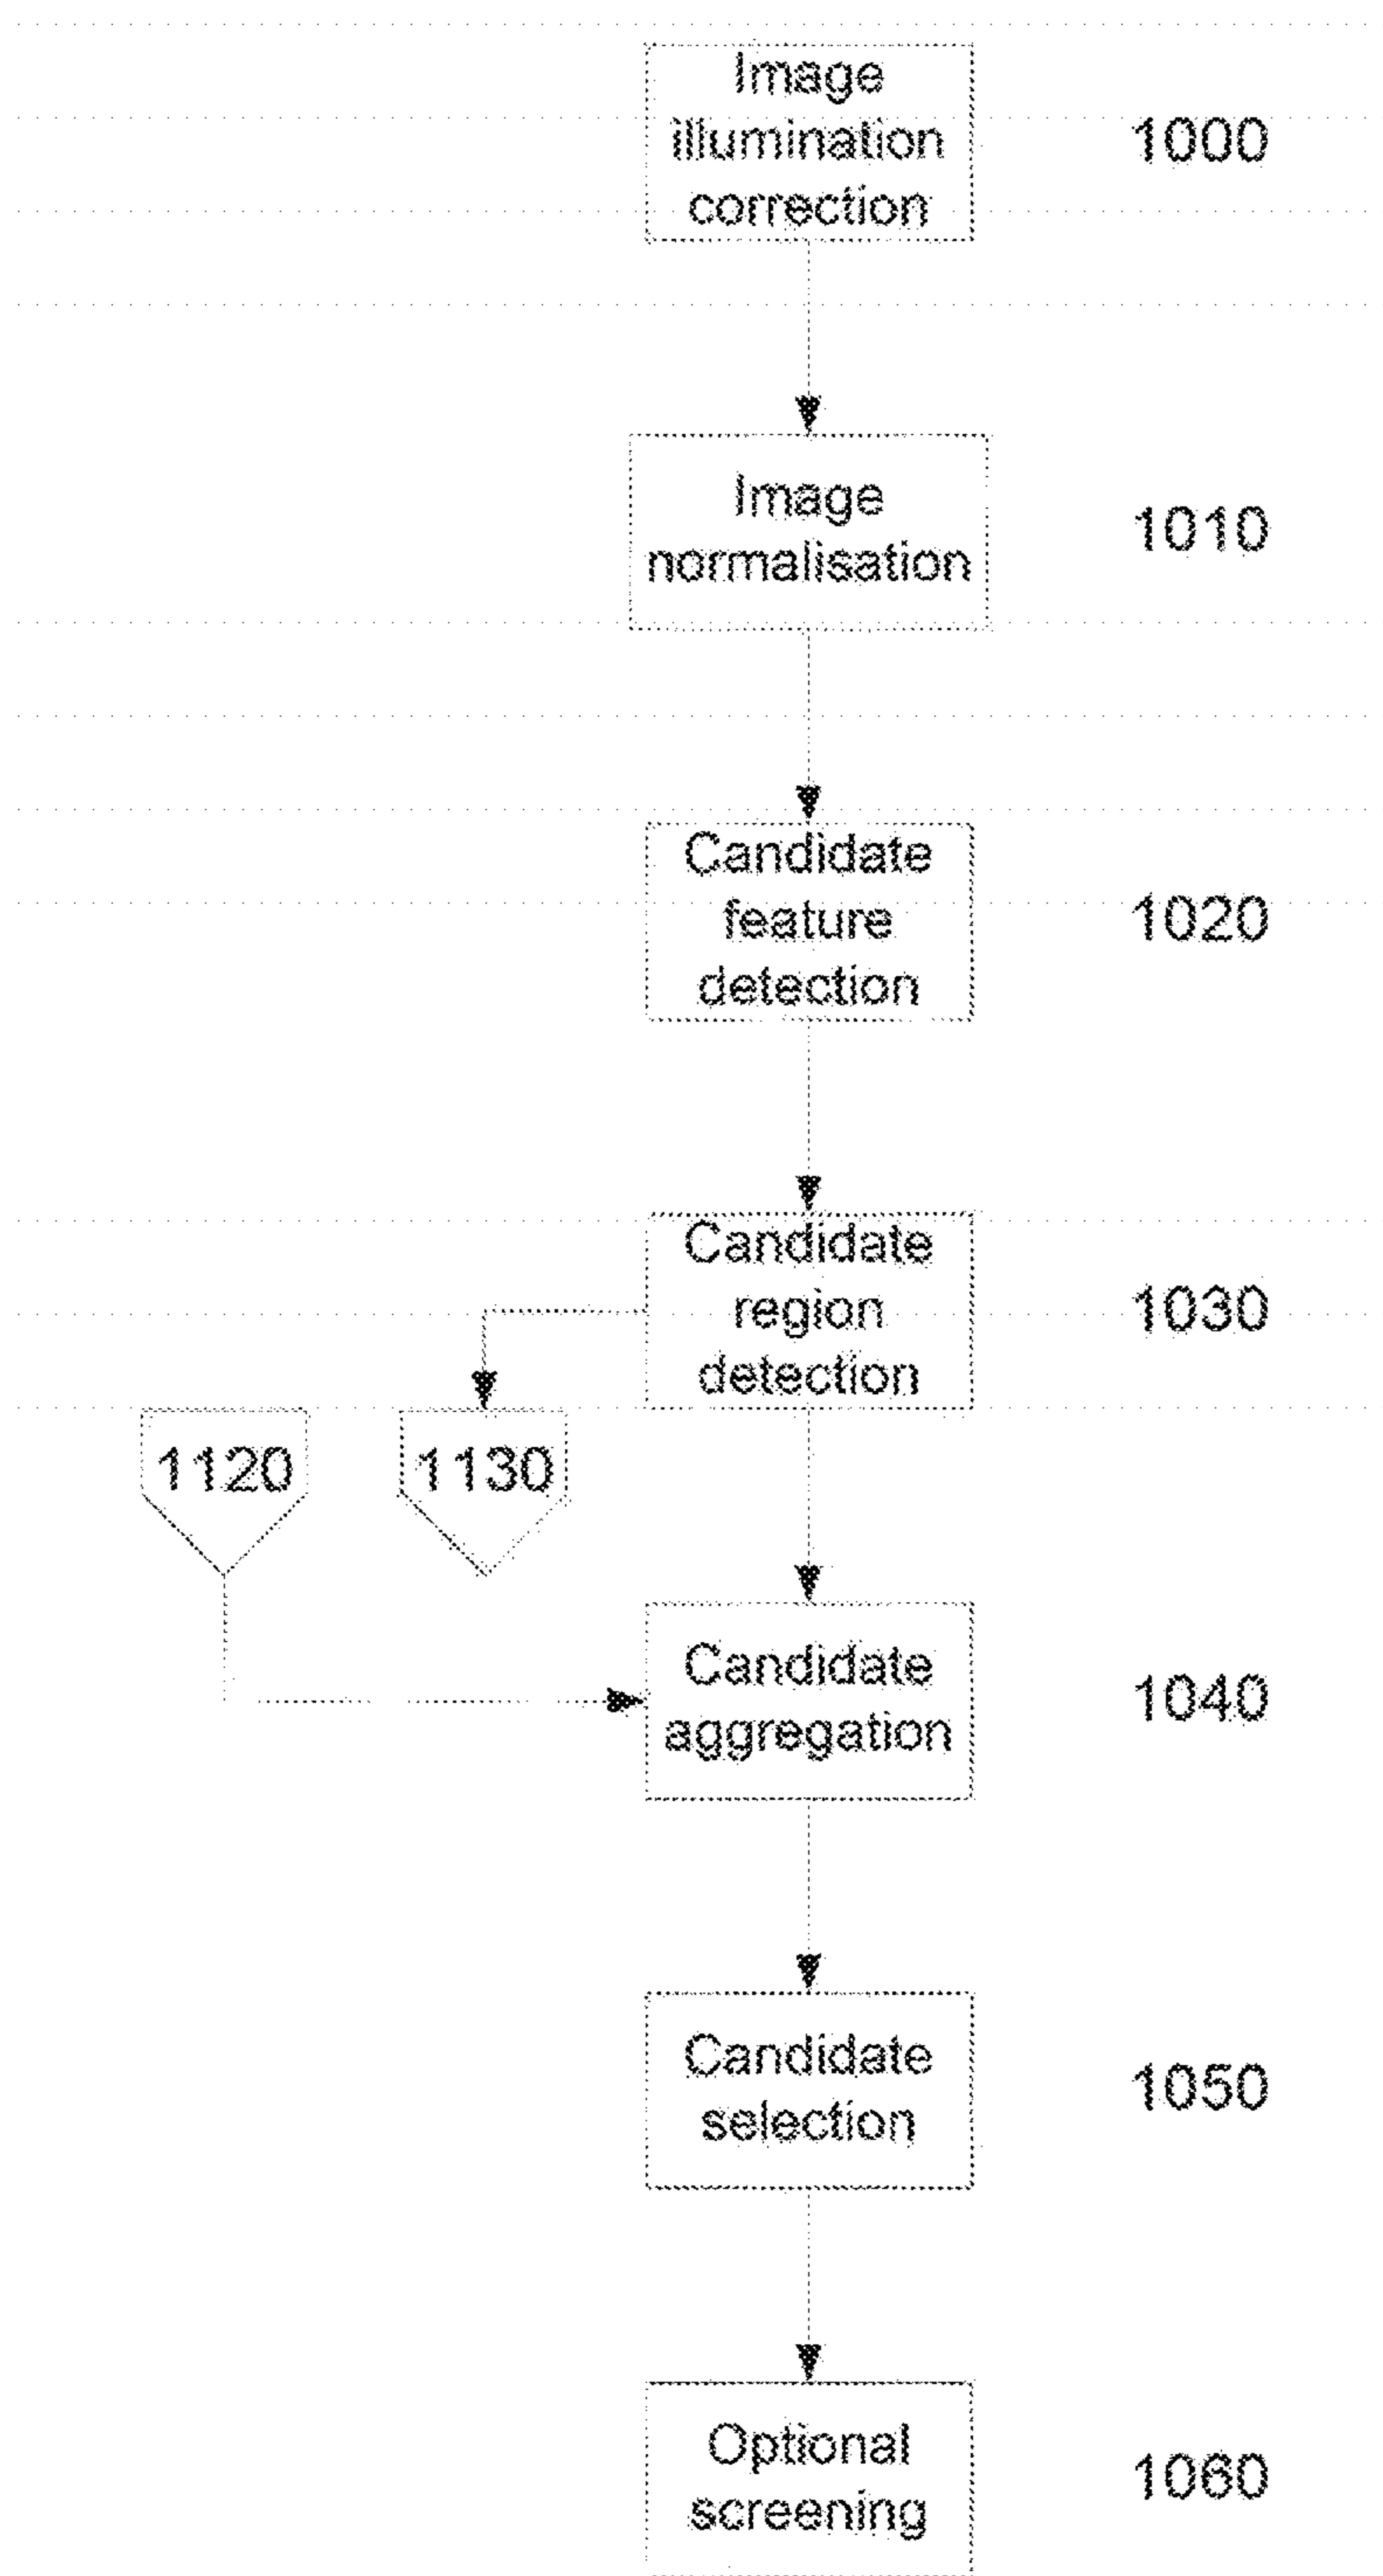 Image
illumination
correction
1000
Image
normalisation
1010
Candidate
feature
detection
1020
Candidate
region
detection
1030
1120
1130
Candidate
aggregation
1040
Candidate
selection
1050
Optional
screening
1060